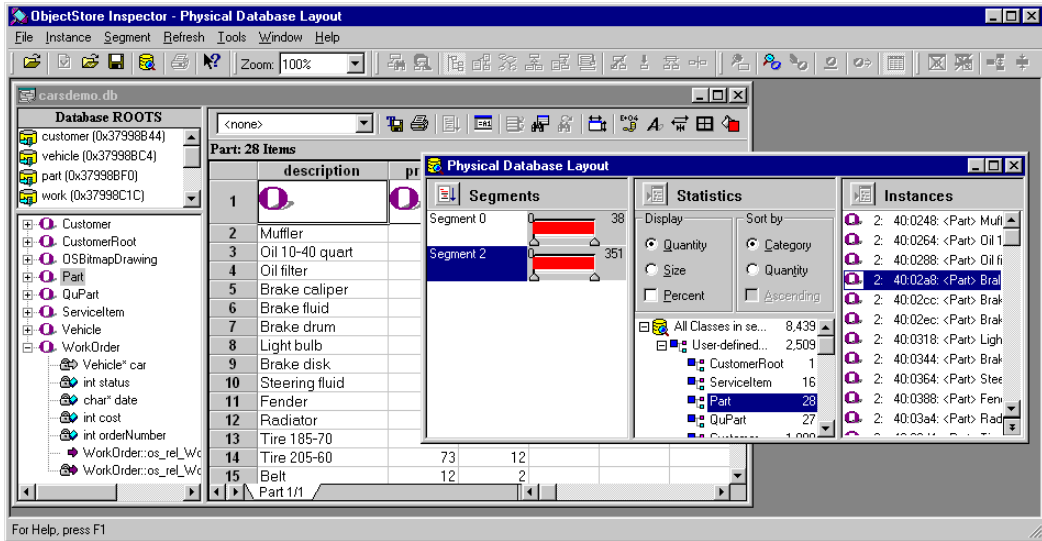 ObjectStore Inspector - Physical Database Layout
File Instance Segment Refresh Tools Window Help
Zoom: 100%
carsdemo.db
Database ROOTS
customer (0x37998B44)
vehicle (0x37998BC4)
part (0x37998BF0)
work (0x37998C1C)
Customer
CustomerRoot
OSBitmapDrawing
Part
QuPart
ServiceItem
Vehicle
WorkOrder
Vehicle* car
int status
char* date
int cost
int orderNumber
WorkOrder::os_rel_Wo
WorkOrder::os_rel_Wo
<none>
Part: 28 Items
description pr
1
2 Muffler
3 Oil 10-40 quart
4 Oil filter
5 Brake caliper
6 Brake fluid
7 Brake drum
8 Light bulb
9 Brake disk
10 Steering fluid
11 Fender
12 Radiator
13 Tire 185-70
14 Tire 205-60 73 12
15 Belt 12 2
Part 1/1
Physical Database Layout
Segments
Segment 0 0 38
Segment 2 0 351
Statistics
Display
Quantity
Size
Percent
Sort by
Category
Quantity
Ascending
All Classes in se... 8,439
User-defined... 2,509
CustomerRoot 1
ServiceItem 16
Part 28
QuPart 27
Instances
2: 40:0248: <Part> Muffl
2: 40:0264: <Part> Oil 1
2: 40:0288: <Part> Oil fi
2: 40:02a8: <Part> Bral
2: 40:02cc: <Part> Brak
2: 40:02ec: <Part> Brak
2: 40:0318: <Part> Ligh
2: 40:0344: <Part> Brak
2: 40:0364: <Part> Stee
2: 40:0388: <Part> Fen
2: 40:03a4: <Part> Rad
For Help, press F1